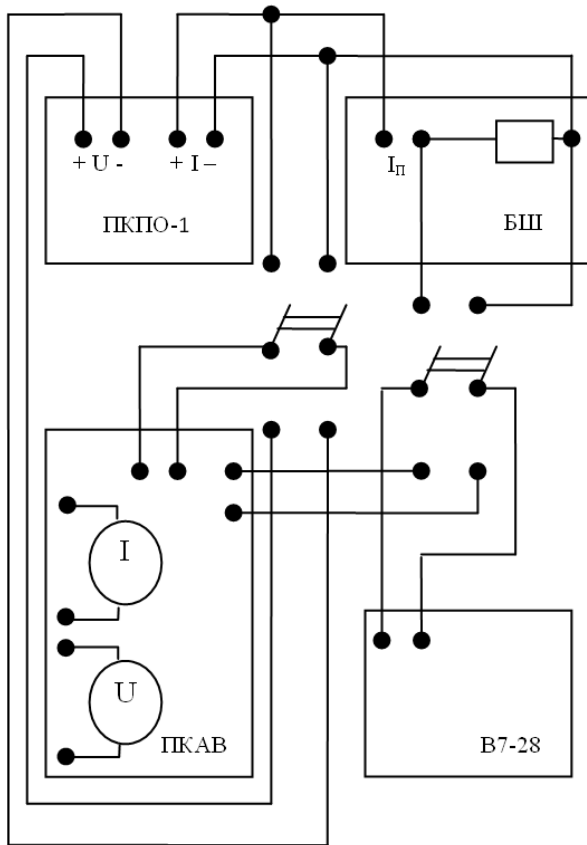 + U - + I –
ПКПО-1
Iп
БШ
I
U
ПКАВ
В7-28